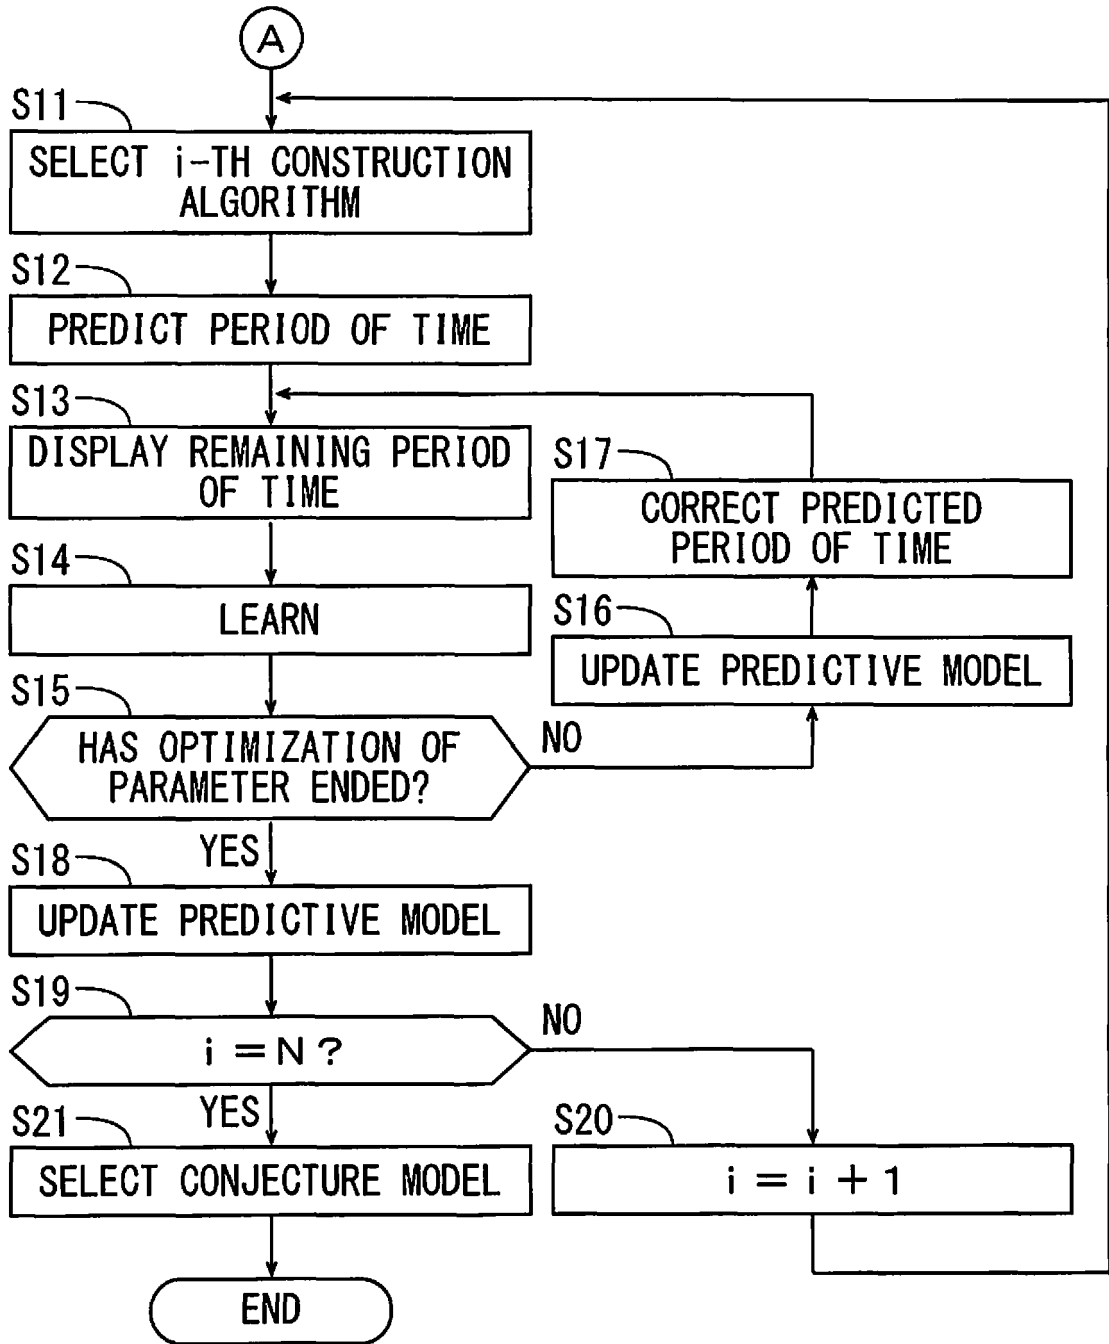 A
S11
SELECT i-TH CONSTRUCTION
ALGORITHM
S12
PREDICT PERIOD OF TIME
S13
DISPLAY REMAINING PERIOD
OF TIME
S17
CORRECT PREDICTED
PERIOD OF TIME
S14
LEARN
S16
UPDATE PREDICTIVE MODEL
S15
HAS OPTIMIZATION OF
PARAMETER ENDED?
NO
YES
S18
UPDATE PREDICTIVE MODEL
S19
i = N ?
NO
YES
S21
SELECT CONJECTURE MODEL
S20
i = i + 1
END